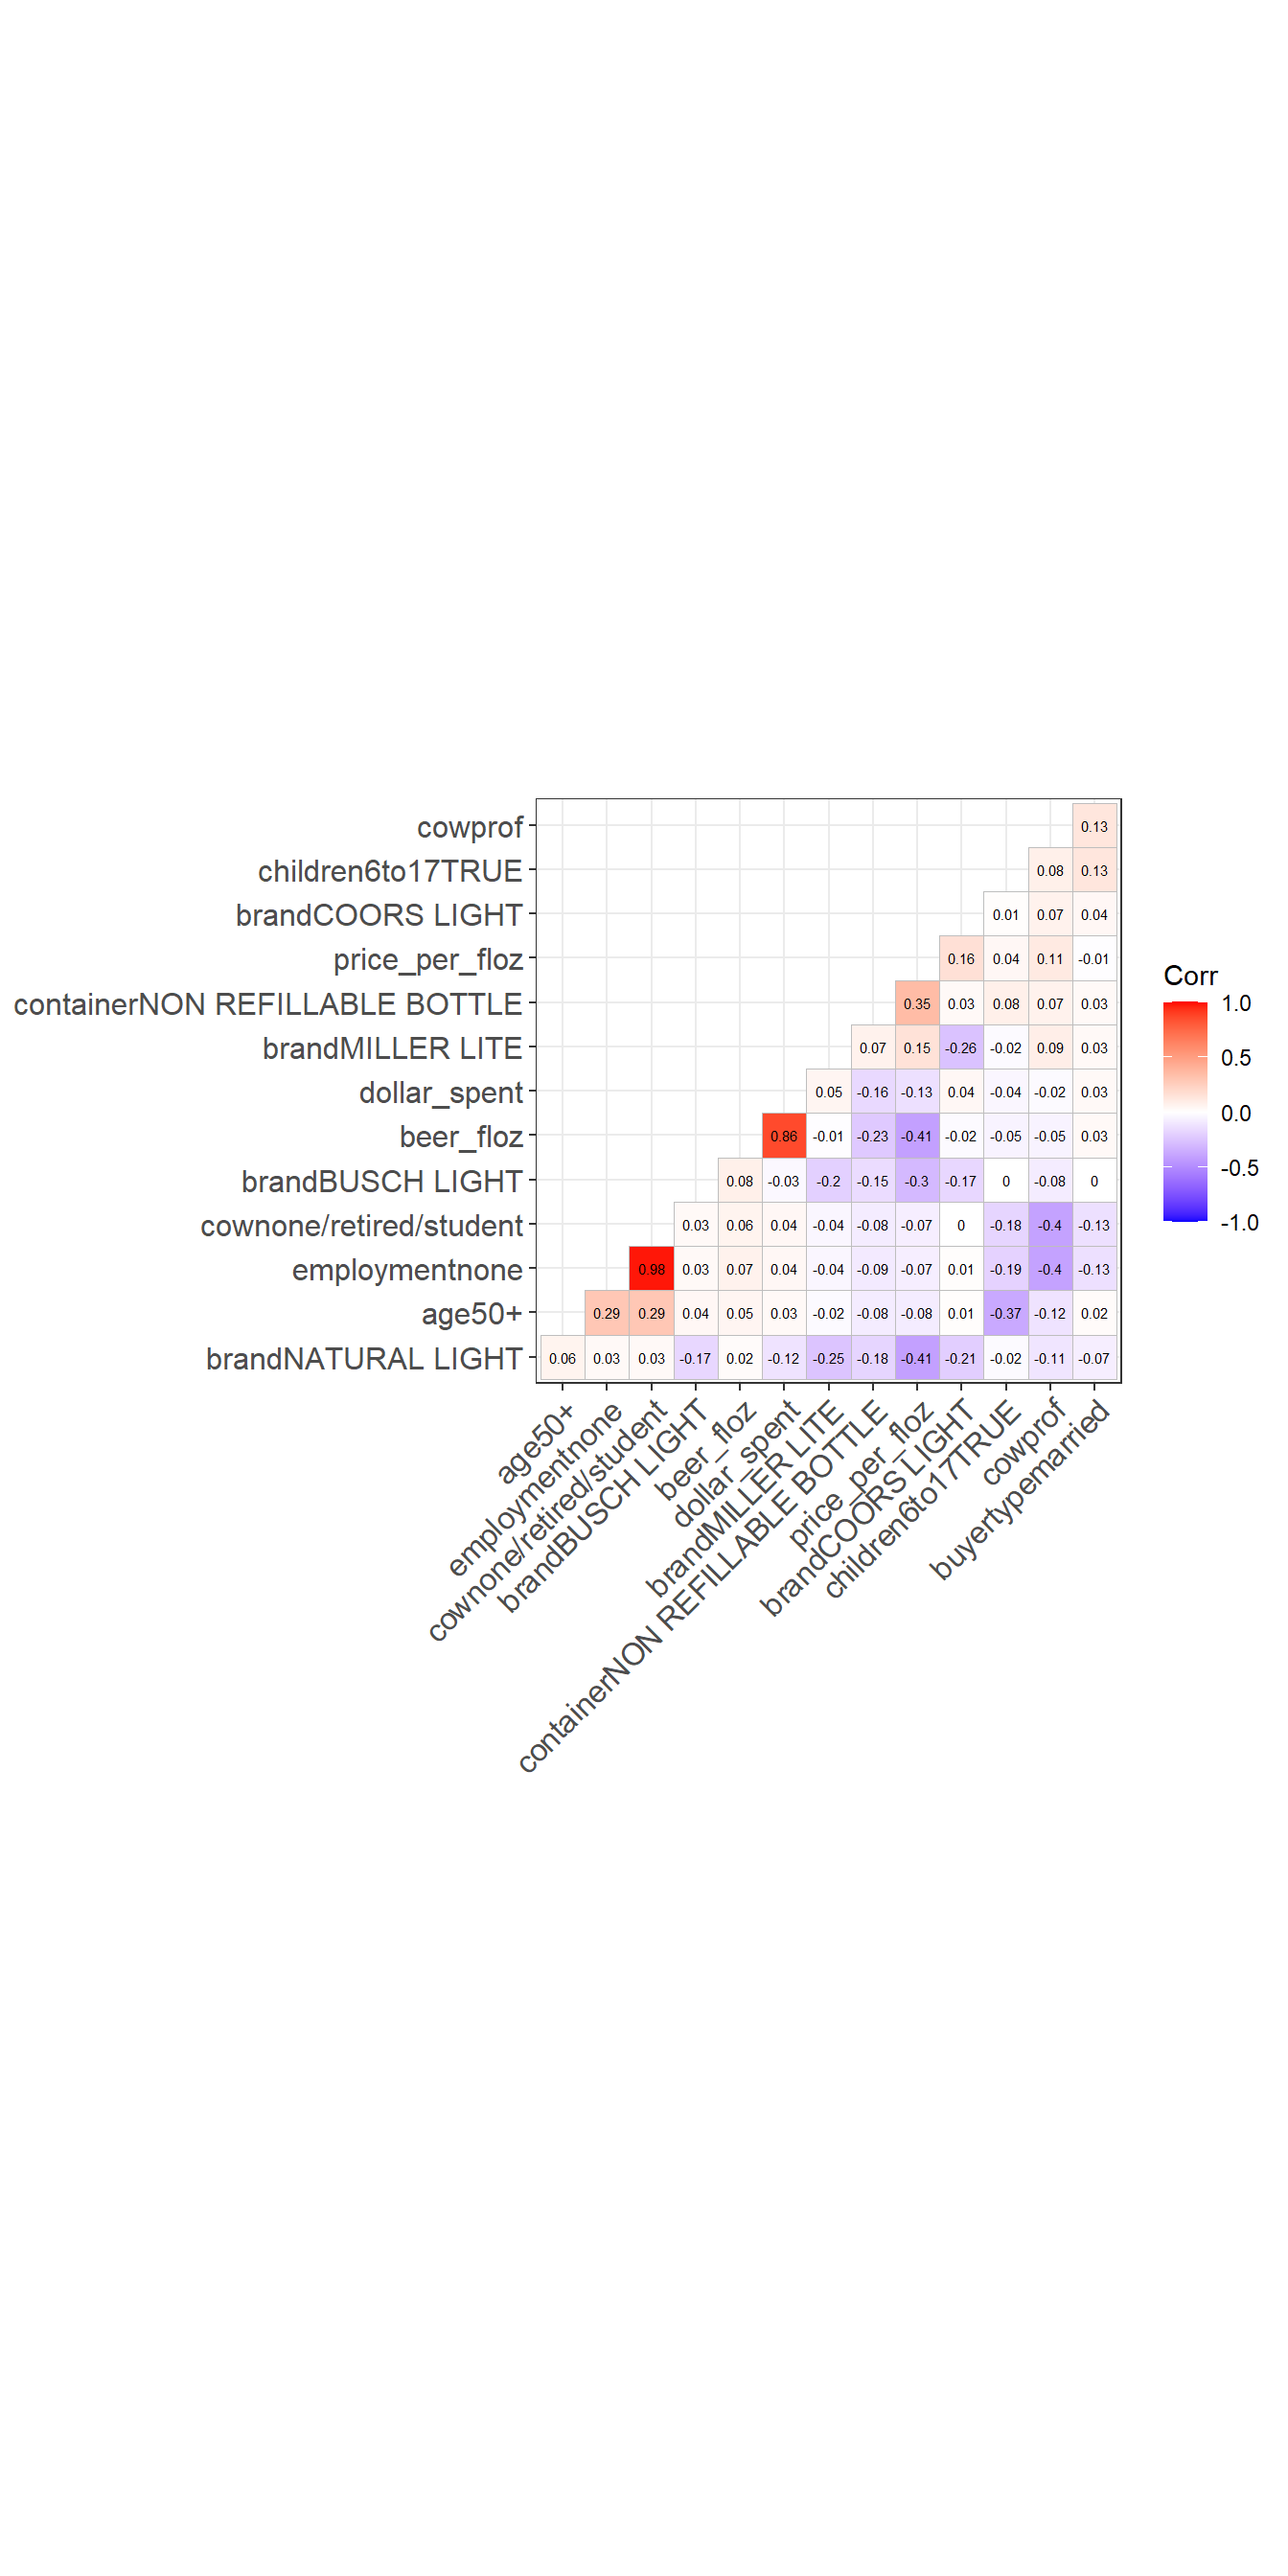 cowprof 0.13
children6to17TRUE 0.08 0.13
brandCOORS LIGHT 0.01 0.07 0.04
price_per_floz 0.16 0.04 0.11 -0.01
containerNON REFILLABLE BOTTLE 0.35 0.03 0.08 0.07 0.03
brandMILLER LITE 0.07 0.15 -0.26 -0.02 0.09 0.03
dollar_spent 0.05 -0.16 -0.13 0.04 -0.04 -0.02 0.03
beer_floz 0.86 -0.01 -0.23 -0.41 -0.02 -0.05 -0.05 0.03
brandBUSCH LIGHT 0.08 -0.03 -0.2 -0.15 -0.3 -0.17 0 -0.08 0
cownone/retired/student 0.03 0.06 0.04 -0.04 -0.08 -0.07 0 -0.18 -0.4 -0.13
employmentnone 0.98 0.03 0.07 0.04 -0.04 -0.09 -0.07 0.01 -0.19 -0.4 -0.13
age50+ 0.29 0.29 0.04 0.05 0.03 -0.02 -0.08 -0.08 0.01 -0.37 -0.12 0.02
brandNATURAL LIGHT 0.06 0.03 0.03 -0.17 0.02 -0.12 -0.25 -0.18 -0.41 -0.21 -0.02 -0.11 -0.07
age50+
employmentnone
cownone/retired/student
brandBUSCH LIGHT
beer_floz
dollar_spent
brandMILLER LITE
containerNON REFILLABLE BOTTLE
price_per_floz
brandCOORS LIGHT
children6to17TRUE
cowprof
buyertypemarried
Corr
1.0
0.5
0.0
-0.5
-1.0